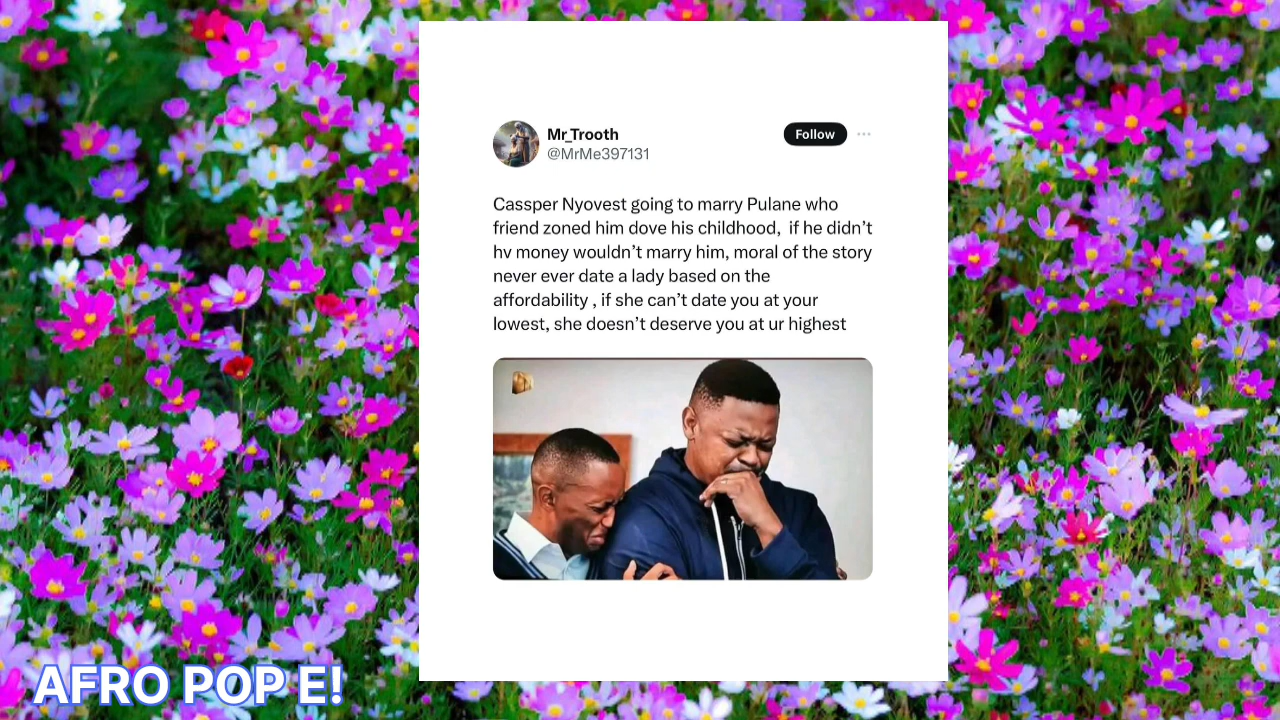 Mr_Trooth
Follow
@MrMe397131
Cassper Nyovest going to marry Pulane who
friend zoned him dove his childhood,  if he didn’t
hv money wouldn’t marry him, moral of the story
never ever date a lady based on the
affordability , if she can’t date you at your
lowest, she doesn’t deserve you at ur highest
AFRO POP E!